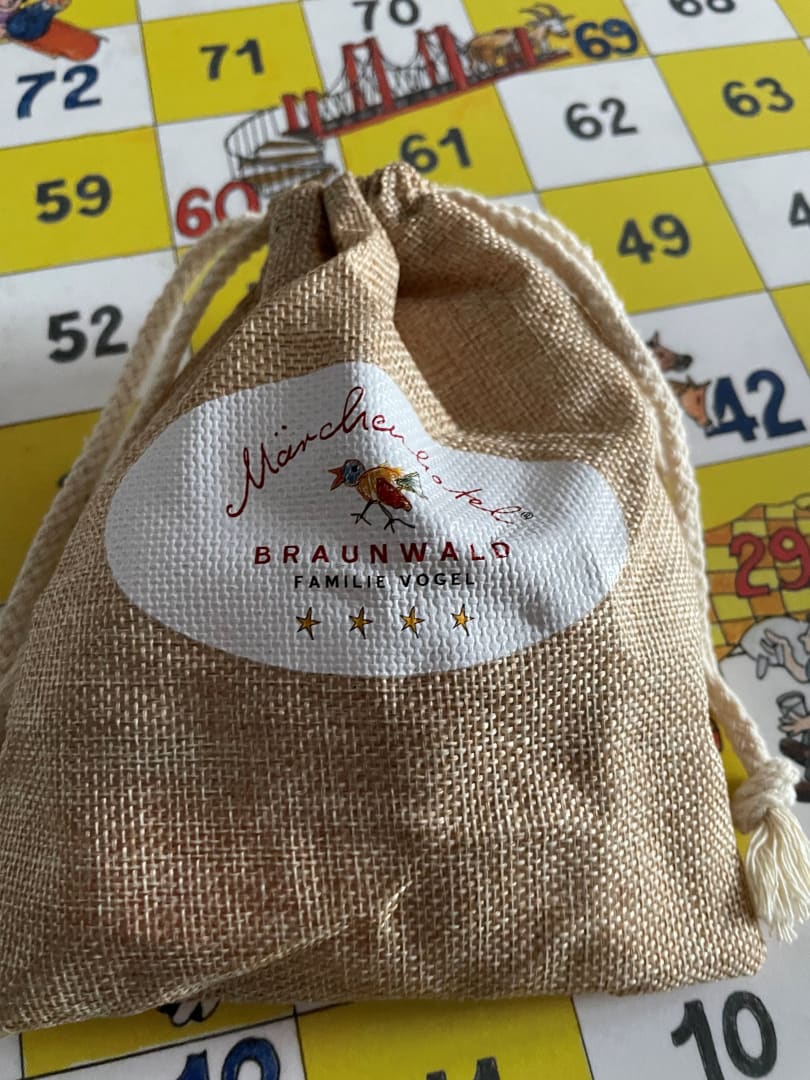 70 68
72 71 69
62 63
59 60 61
49
52
42
Märchenhotel®
BRAUNWALD
FAMILIE VOGEL
29
10